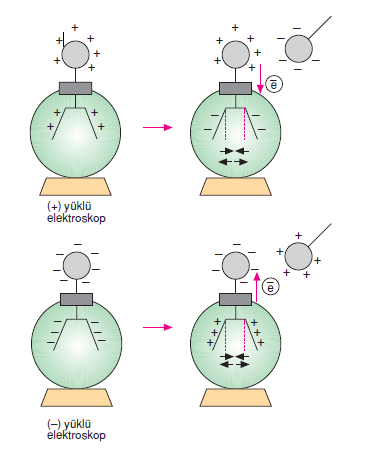 ē
(+) yüklü
elektroskop
ē
(–) yüklü
elektroskop